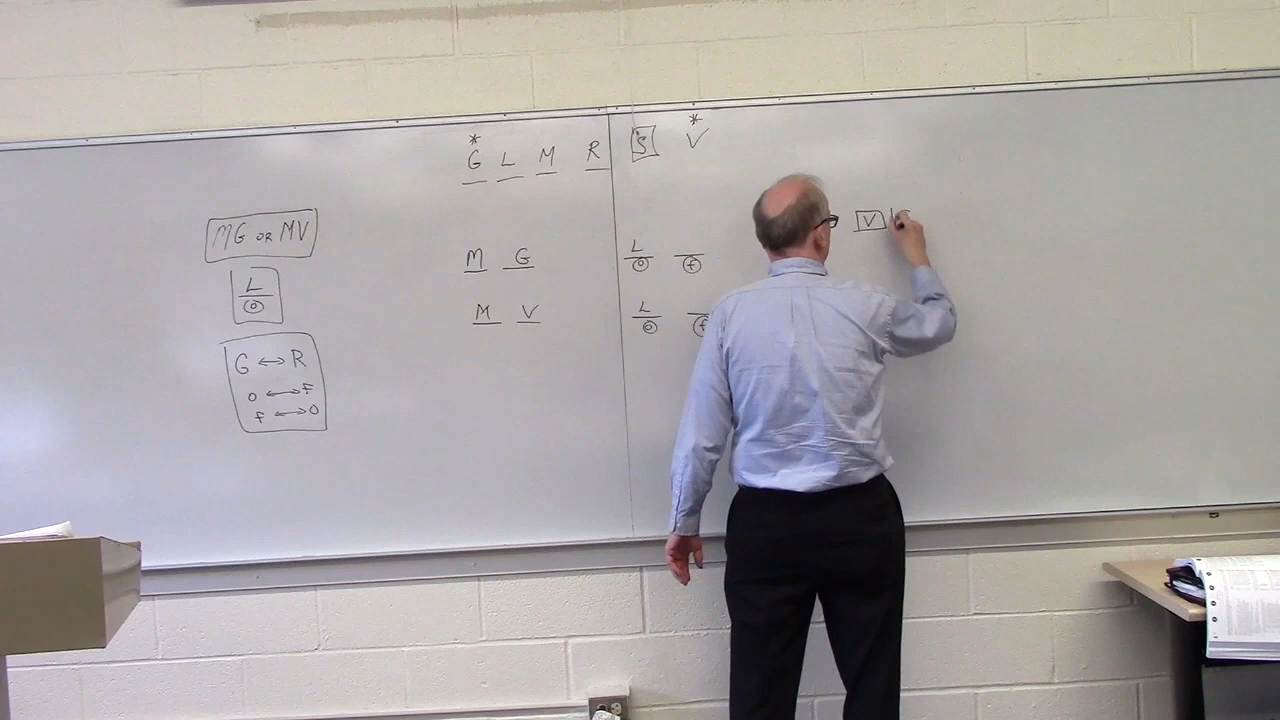 * *
G L M R S V
MG OR MV
V
M G L f
O
L
O
M V L f
O
G ↔ R
O ↔ f
f ↔ O